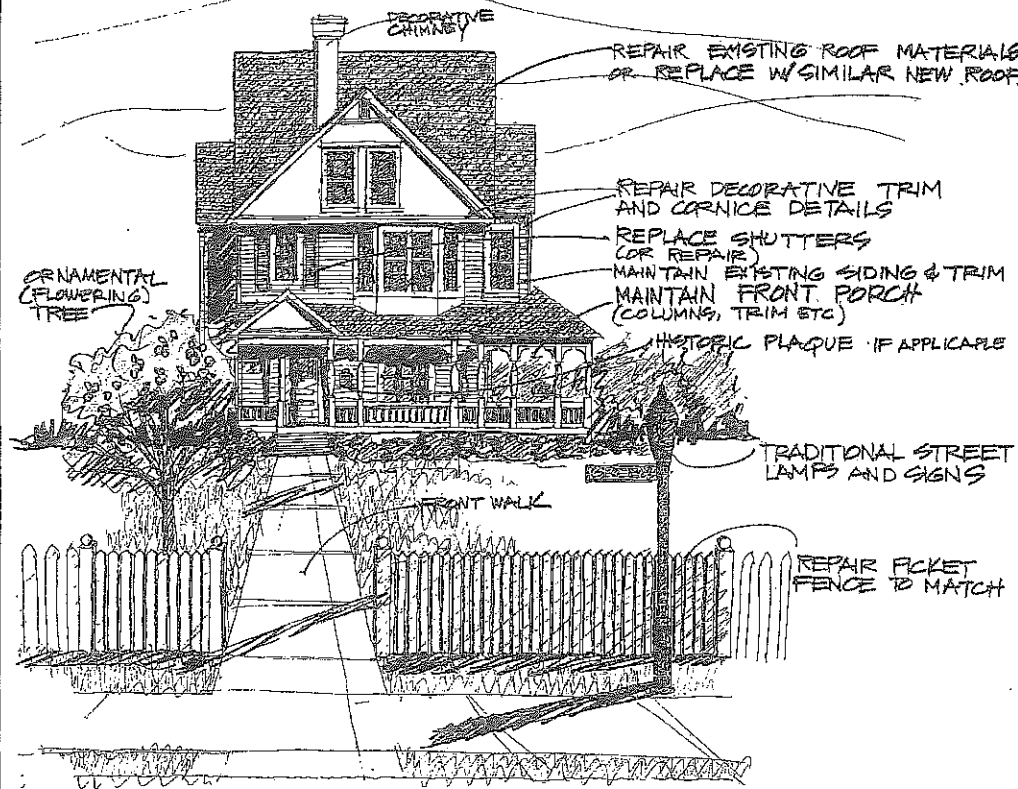 DECORATIVE
CHIMNEY
REPAIR EXISTING ROOF MATERIALS
OR REPLACE W/ SIMILAR NEW ROOF
REPAIR DECORATIVE TRIM
AND CORNICE DETAILS
REPLACE SHUTTERS
(OR REPAIR)
MAINTAIN EXISTING SIDING & TRIM
MAINTAIN FRONT PORCH
(COLUMNS, TRIM ETC)
ORNAMENTAL
(FLOWERING)
TREE
HISTORIC PLAQUE IF APPLICABLE
TRADITIONAL STREET
LAMPS AND SIGNS
FRONT WALK
REPAIR PICKET
FENCE TO MATCH